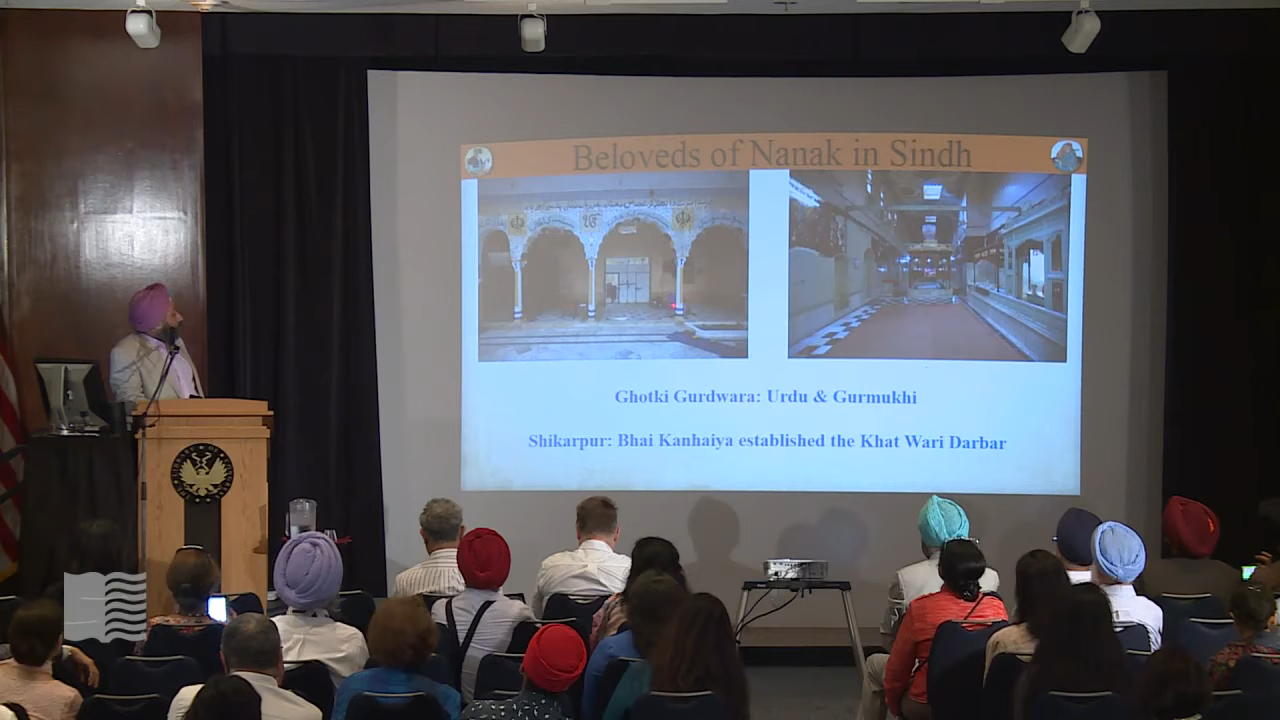 Beloveds of Nanak in Sindh
Ghotki Gurdwara: Urdu & Gurmukhi
Shikarpur: Bhai Kanhaiya established the Khat Wari Darbar